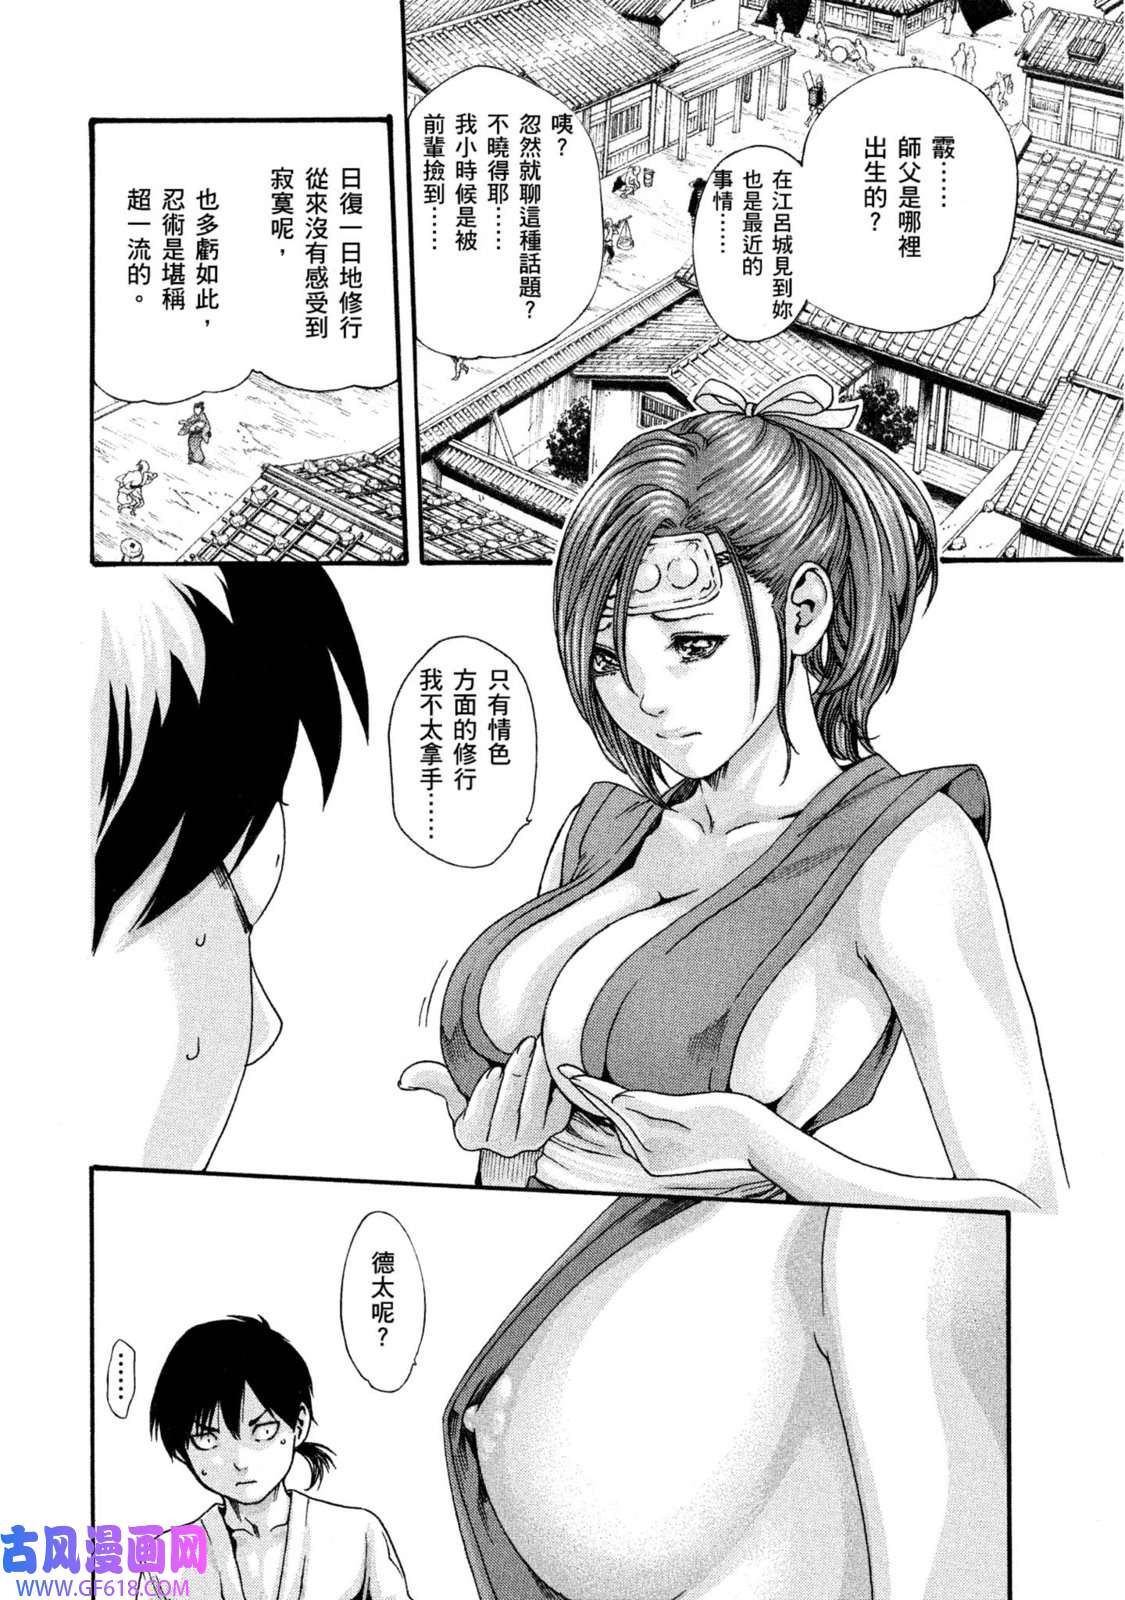 霰……
師父是哪裡
出生的？
在江呂城見到妳
也是最近的
事情……
咦？
忽然就聊這種話題？
不曉得耶……
我小時候是被
前輩撿到……
日復一日地修行
從來沒有感受到
寂寞呢，
也多虧如此，
忍術是堪稱
超一流的。
只有情色
方面的修行
我不太拿手……
德太呢？
……
古风漫画网
WWW.GF618.COM